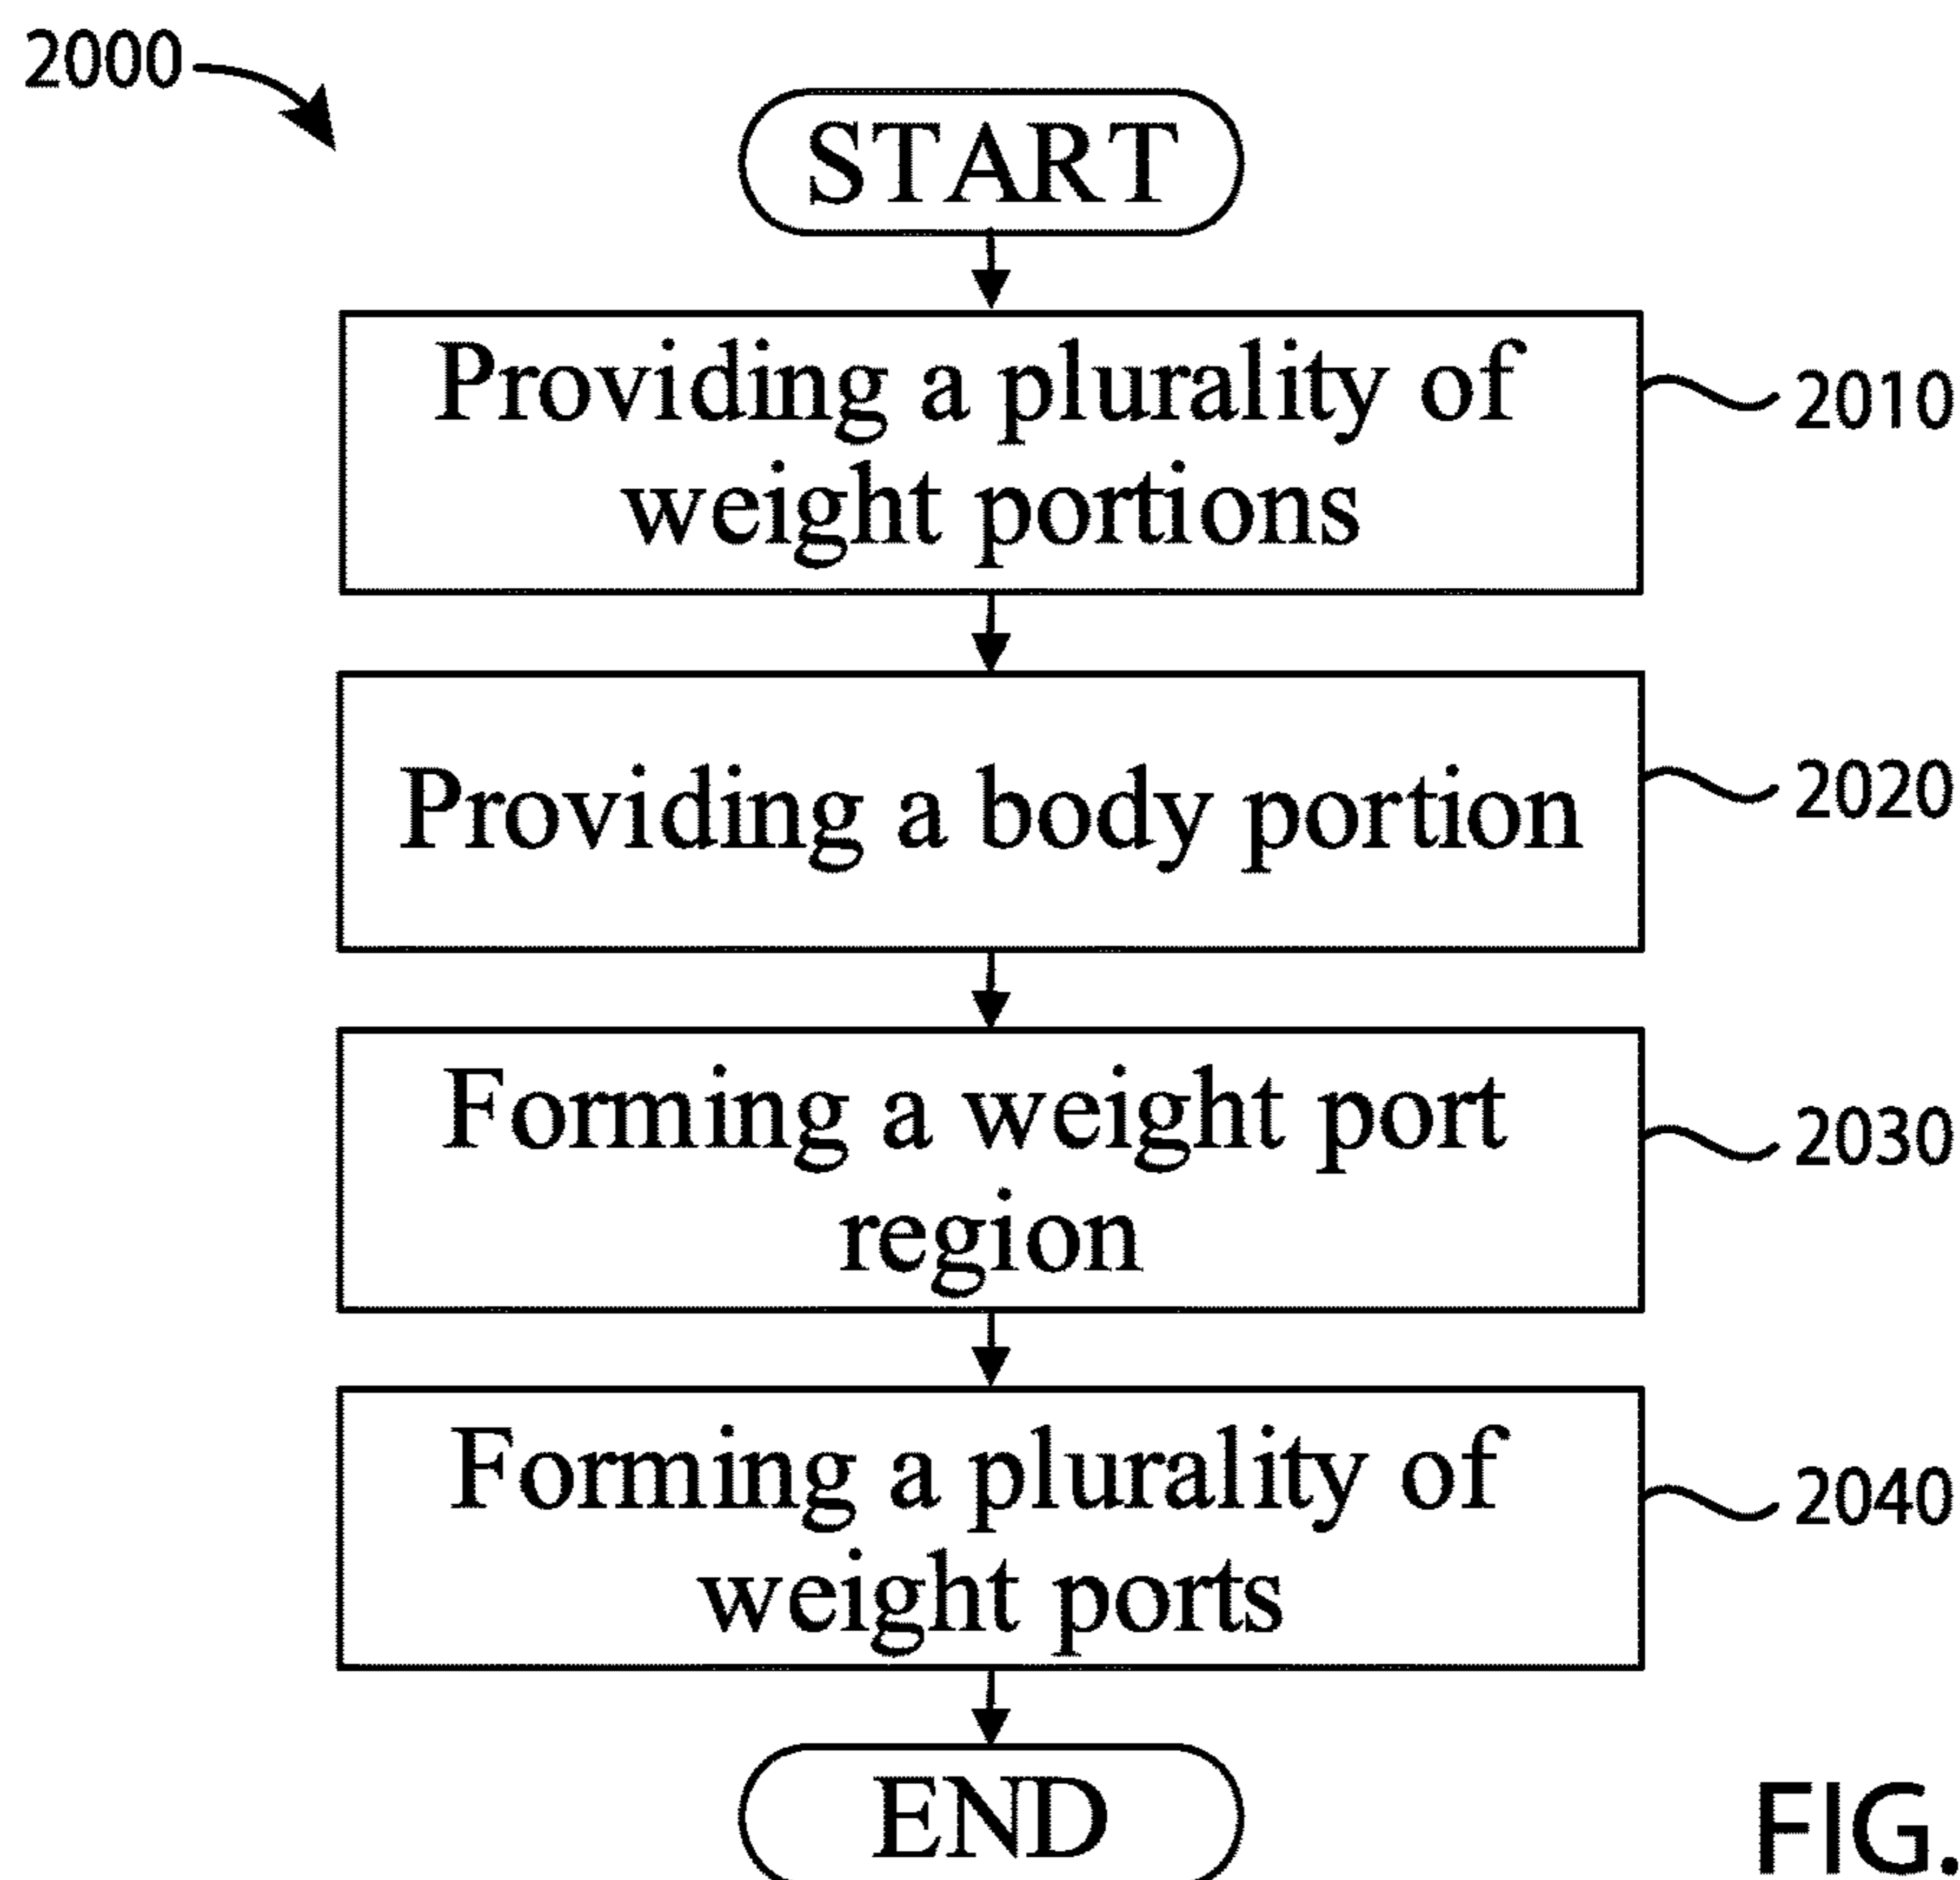 2000
START
Providing a plurality of
weight portions
2010
Providing a body portion
2020
Forming a weight port
region
2030
Forming a plurality of
weight ports
2040
END
FIG.